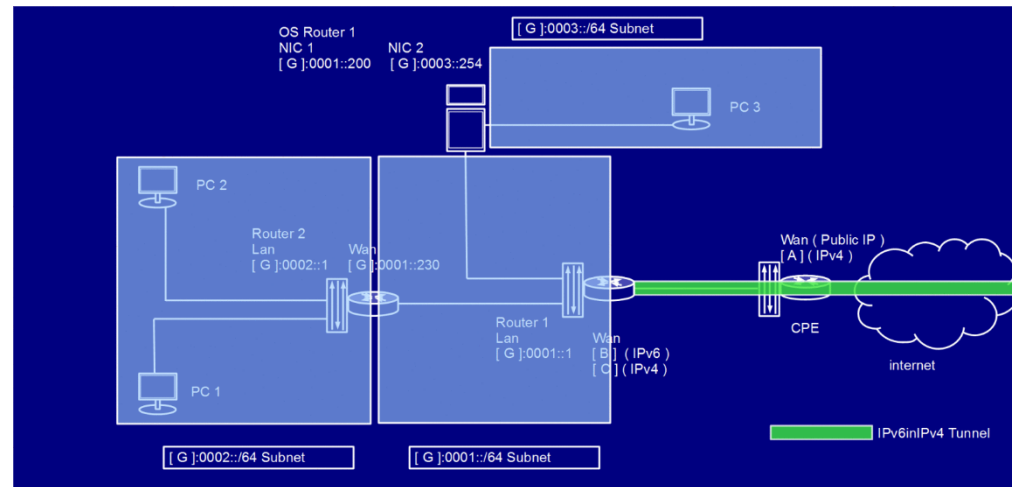 [ G ]:0003::/64 Subnet
OS Router 1
NIC 1 NIC 2
[ G ]:0001::200 [ G ]:0003::254
PC 3
PC 2
Router 2
Lan Wan
[ G ]:0002::1 [ G ]:0001::230
Wan ( Public IP )
[ A ] ( IPv4 )
CPE
Router 1
Lan Wan
[ G ]:0001::1 [ B ] ( IPv6 )
[ C ] ( IPv4 )
internet
PC 1
IPv6inIPv4 Tunnel
[ G ]:0002::/64 Subnet
[ G ]:0001::/64 Subnet